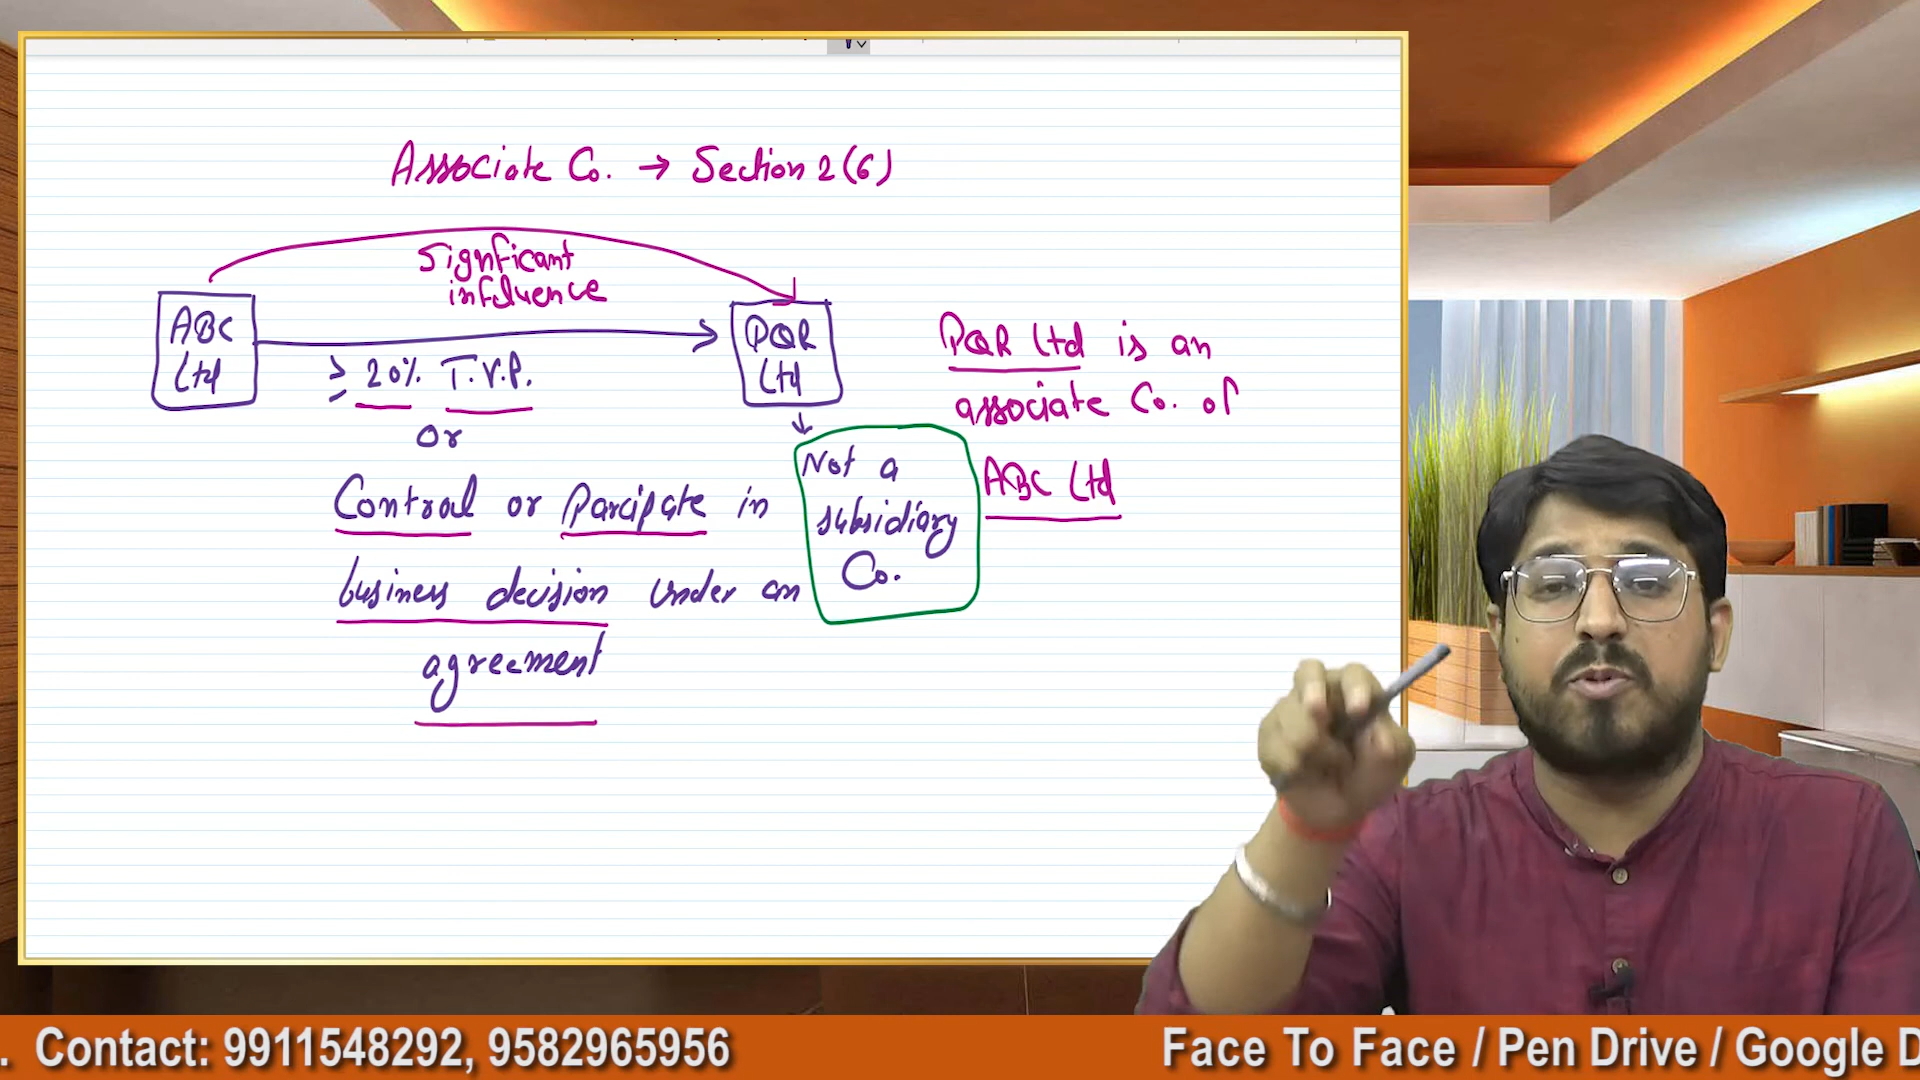 Associate Co. → Section 2(6)
Signficant
influence
ABC
Ltd
≥ 20% T.V.P.
or
Control or Parcipate in
business decision under an
agreement
PQR
Ltd
Not a
subsidiary
Co.
PQR Ltd is an
associate Co. of
ABC Ltd
. Contact: 9911548292, 9582965956
Face To Face / Pen Drive / Google D